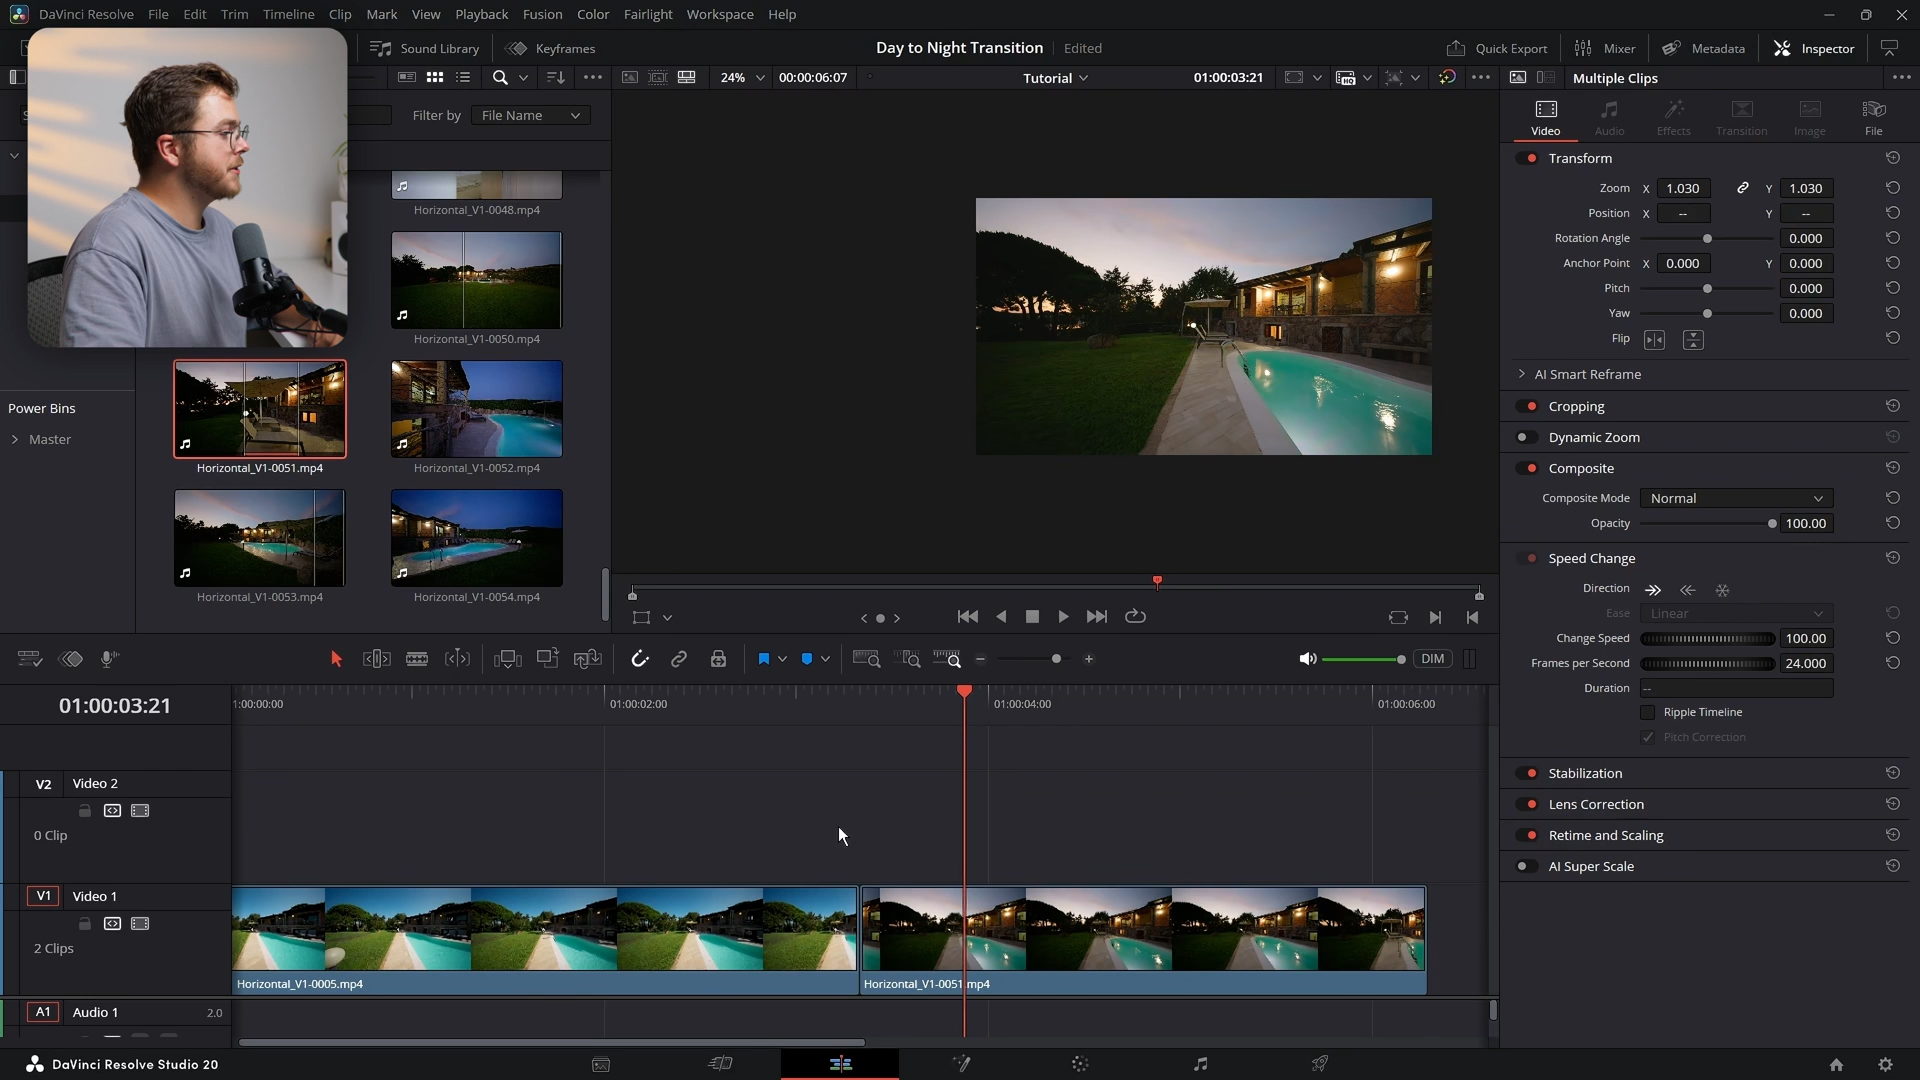 DaVinci Resolve File Edit Trim Timeline Clip Mark View Playback Fusion Color Fairlight Workspace Help
Sound Library Keyframes Day to Night Transition Edited Quick Export Mixer Metadata Inspector
24% 00:00:06:07 Tutorial 01:00:03:21 Multiple Clips
Filter by File Name
Video Audio Effects Transition Image File
Transform
Zoom X 1.030 Y 1.030
Position X -- Y --
Rotation Angle 0.000
Anchor Point X 0.000 Y 0.000
Pitch 0.000
Yaw 0.000
Flip
AI Smart Reframe
Cropping
Dynamic Zoom
Composite
Composite Mode Normal
Opacity 100.00
Speed Change
Direction
Ease Linear
Change Speed 100.00
Frames per Second 24.000
Duration --
Ripple Timeline
Pitch Correction
Stabilization
Lens Correction
Retime and Scaling
AI Super Scale
Horizontal_V1-0048.mp4
Horizontal_V1-0050.mp4
Power Bins
Master
Horizontal_V1-0051.mp4 Horizontal_V1-0052.mp4
Horizontal_V1-0053.mp4 Horizontal_V1-0054.mp4
DIM
01:00:03:21
1:00:00:00 01:00:02:00 01:00:04:00 01:00:06:00
V2 Video 2
0 Clip
V1 Video 1
2 Clips
Horizontal_V1-0005.mp4 Horizontal_V1-0051.mp4
A1 Audio 1 2.0
DaVinci Resolve Studio 20